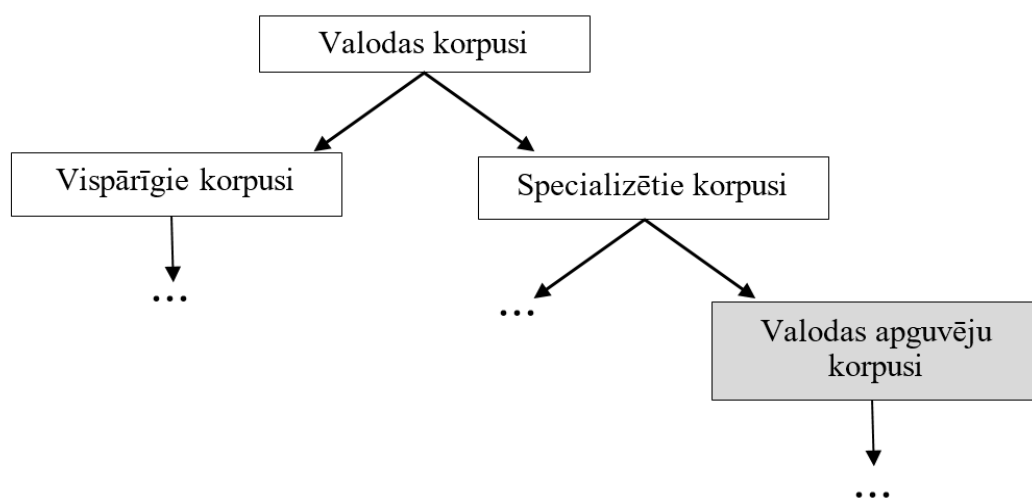 Valodas korpusi
Vispārīgie korpusi
Specializētie korpusi
...
...
Valodas apguvēju
korpusi
...